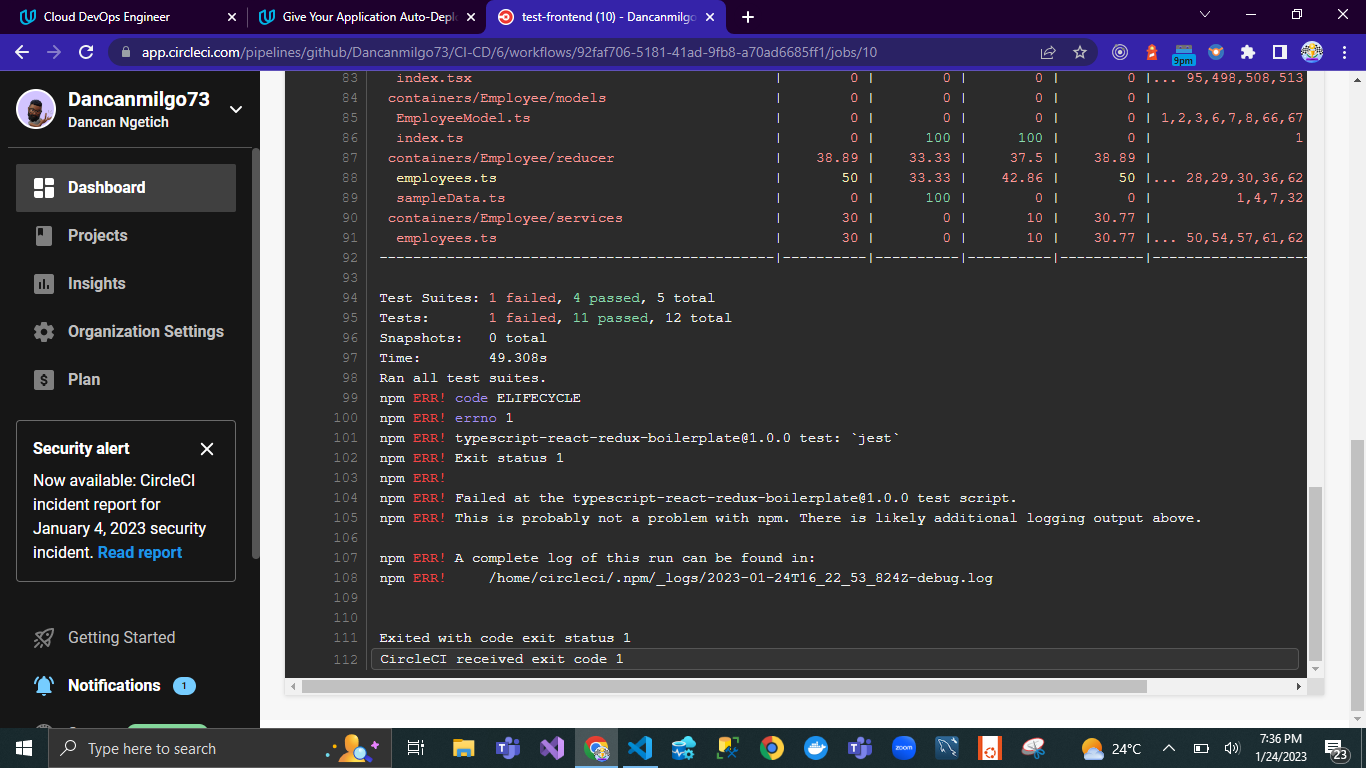 Cloud DevOps Engineer
Give Your Application Auto-Depl
test-frontend (10) - Dancanmilgo
app.circleci.com/pipelines/github/Dancanmilgo73/CI-CD/6/workflows/92faf706-5181-41ad-9fb8-a70ad6685ff1/jobs/10
9pm
Dancanmilgo73
Dancan Ngetich
Dashboard
Projects
Insights
Organization Settings
Plan
Security alert
Now available: CircleCI
incident report for
January 4, 2023 security
incident. Read report
Getting Started
Notifications 1
83 index.tsx | 0 | 0 | 0 | 0 |... 95,498,508,513
84 containers/Employee/models | 0 | 0 | 0 | 0 |
85 EmployeeModel.ts | 0 | 0 | 0 | 0 | 1,2,3,6,7,8,66,67
86 index.ts | 0 | 100 | 100 | 0 | 1
87 containers/Employee/reducer | 38.89 | 33.33 | 37.5 | 38.89 |
88 employees.ts | 50 | 33.33 | 42.86 | 50 |... 28,29,30,36,62
89 sampleData.ts | 0 | 100 | 0 | 0 | 1,4,7,32
90 containers/Employee/services | 30 | 0 | 10 | 30.77 |
91 employees.ts | 30 | 0 | 10 | 30.77 |... 50,54,57,61,62
92 -----------------------------------------------|----------|----------|----------|----------|-------------------
93
94 Test Suites: 1 failed, 4 passed, 5 total
95 Tests: 1 failed, 11 passed, 12 total
96 Snapshots: 0 total
97 Time: 49.308s
98 Ran all test suites.
99 npm ERR! code ELIFECYCLE
100 npm ERR! errno 1
101 npm ERR! typescript-react-redux-boilerplate@1.0.0 test: `jest`
102 npm ERR! Exit status 1
103 npm ERR!
104 npm ERR! Failed at the typescript-react-redux-boilerplate@1.0.0 test script.
105 npm ERR! This is probably not a problem with npm. There is likely additional logging output above.
106
107 npm ERR! A complete log of this run can be found in:
108 npm ERR! /home/circleci/.npm/_logs/2023-01-24T16_22_53_824Z-debug.log
109
110
111 Exited with code exit status 1
112 CircleCI received exit code 1
Type here to search
zoom
24°C
7:36 PM
1/24/2023
23